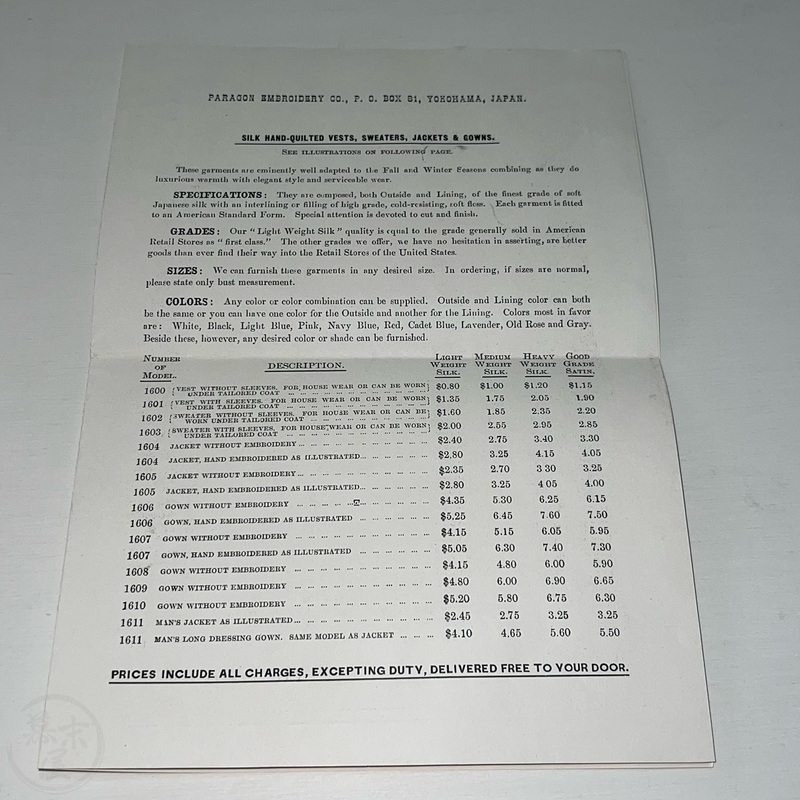 PARAGON EMBROIDERY CO., P. O. BOX 81, YOKOHAMA, JAPAN.
SILK HAND-QUILTED VESTS, SWEATERS, JACKETS & GOWNS.
SEE ILLUSTRATIONS ON FOLLOWING PAGE.
These garments are eminently well adapted to the Fall and Winter Seasons combining as they do
luxurious warmth with elegant style and serviceable wear.
SPECIFICATIONS: They are composed, both Outside and Lining, of the finest grade of soft
Japanese silk with an interlining or filling of high grade, cold-resisting, soft floss. Each garment is fitted
to an American Standard Form. Special attention is devoted to cut and finish.
GRADES: Our "Light Weight Silk" quality is equal to the grade generally sold in American
Retail Stores as "first class." The other grades we offer, we have no hesitation in asserting, are better
goods than ever find their way into the Retail Stores of the United States.
SIZES: We can furnish these garments in any desired size. In ordering, if sizes are normal,
please state only bust measurement.
COLORS: Any color or color combination can be supplied. Outside and Lining color can both
be the same or you can have one color for the Outside and another for the Lining. Colors most in favor
are: White, Black, Light Blue, Pink, Navy Blue, Red, Cadet Blue, Lavender, Old Rose and Gray.
Beside these, however, any desired color or shade can be furnished.
NUMBER OF MODEL. DESCRIPTION. LIGHT WEIGHT SILK. MEDIUM WEIGHT SILK. HEAVY WEIGHT SILK. GOOD GRADE SATIN.
1600 {VEST WITHOUT SLEEVES. FOR HOUSE WEAR OR CAN BE WORN UNDER TAILORED COAT ... $0.80 $1.00 $1.20 $1.15
1601 {VEST WITH SLEEVES. FOR HOUSE WEAR OR CAN BE WORN UNDER TAILORED COAT ... $1.35 1.75 2.05 1.90
1602 {SWEATER WITHOUT SLEEVES. FOR HOUSE WEAR OR CAN BE WORN UNDER TAILORED COAT ... $1.60 1.85 2.35 2.20
1603 {SWEATER WITH SLEEVES. FOR HOUSE WEAR OR CAN BE WORN UNDER TAILORED COAT ... $2.00 2.55 2.95 2.85
1604 JACKET WITHOUT EMBROIDERY ... $2.40 2.75 3.40 3.30
1604 JACKET, HAND EMBROIDERED AS ILLUSTRATED ... $2.80 3.25 4.15 4.05
1605 JACKET WITHOUT EMBROIDERY ... $2.35 2.70 3 30 3.25
1605 JACKET, HAND EMBROIDERED AS ILLUSTRATED ... $2.80 3.25 4 05 4.00
1606 GOWN WITHOUT EMBROIDERY ... $4.35 5.30 6.25 6.15
1606 GOWN, HAND EMBROIDERED AS ILLUSTRATED ... $5.25 6.45 7.60 7.50
1607 GOWN WITHOUT EMBROIDERY ... $4.15 5.15 6.05 5.95
1607 GOWN, HAND EMBROIDERED AS ILLUSTRATED ... $5.05 6.30 7.40 7.30
1608 GOWN WITHOUT EMBROIDERY ... $4.15 4.80 6.00 5.90
1609 GOWN WITHOUT EMBROIDERY ... $4.80 6.00 6.90 6.65
1610 GOWN WITHOUT EMBROIDERY ... $5.20 5.80 6.75 6.30
1611 MAN'S JACKET AS ILLUSTRATED ... $2.45 2.75 3.25 3.25
1611 MAN'S LONG DRESSING GOWN. SAME MODEL AS JACKET ... $4.10 4.65 5.60 5.50
PRICES INCLUDE ALL CHARGES, EXCEPTING DUTY, DELIVERED FREE TO YOUR DOOR.